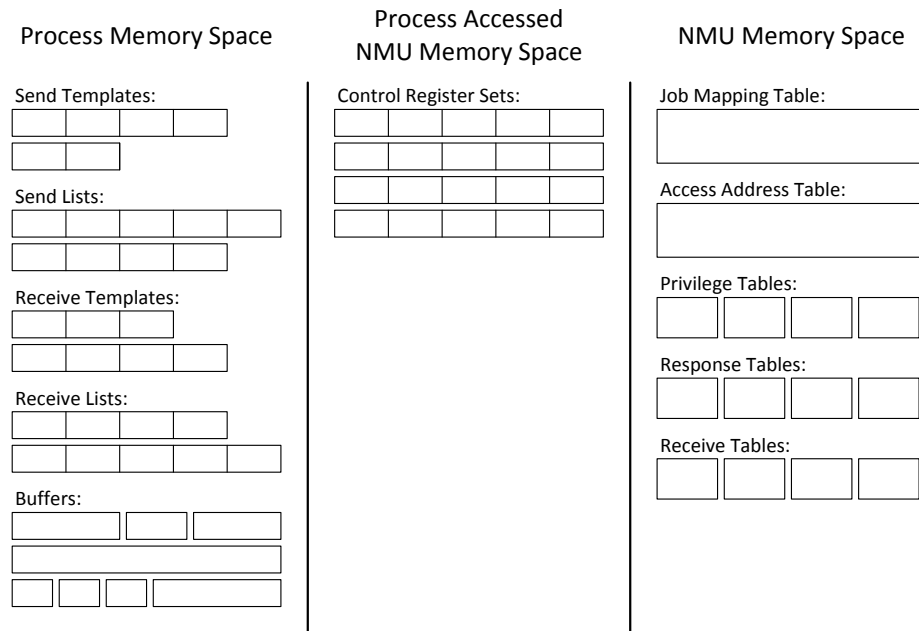 Process Memory Space
Send Templates:
Send Lists:
Receive Templates:
Receive Lists:
Buffers:
Process Accessed
NMU Memory Space
Control Register Sets:
NMU Memory Space
Job Mapping Table:
Access Address Table:
Privilege Tables:
Response Tables:
Receive Tables: